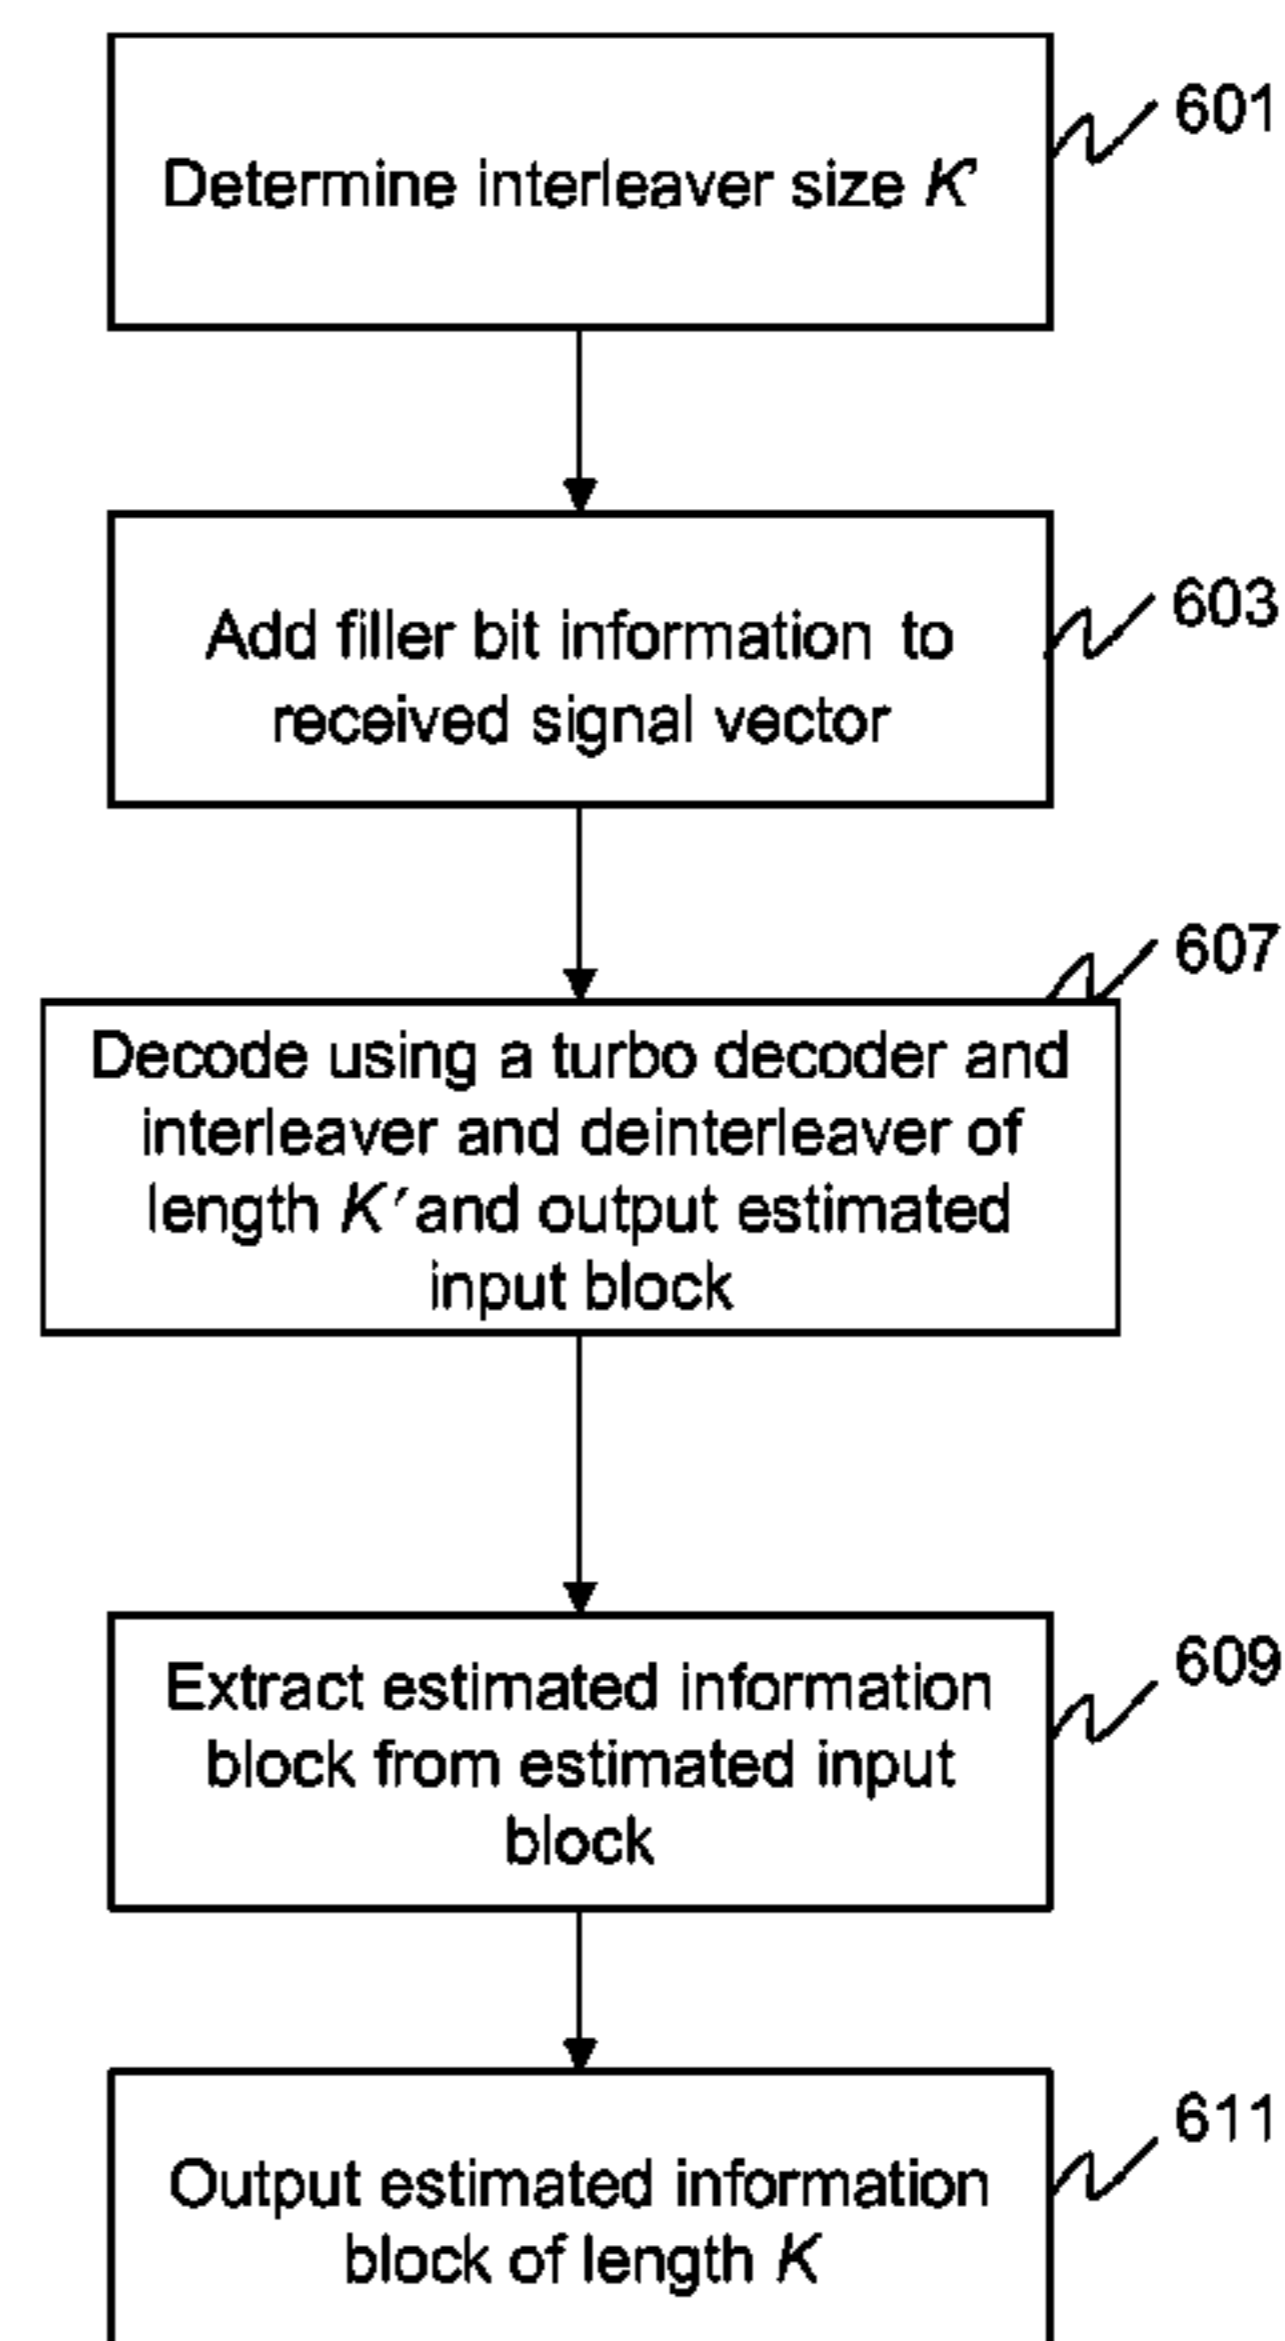 601
Determine interleaver size K'
603
Add filler bit information to
received signal vector
607
Decode using a turbo decoder and
interleaver and deinterleaver of
length K' and output estimated
input block
609
Extract estimated information
block from estimated input
block
611
Output estimated information
block of length K